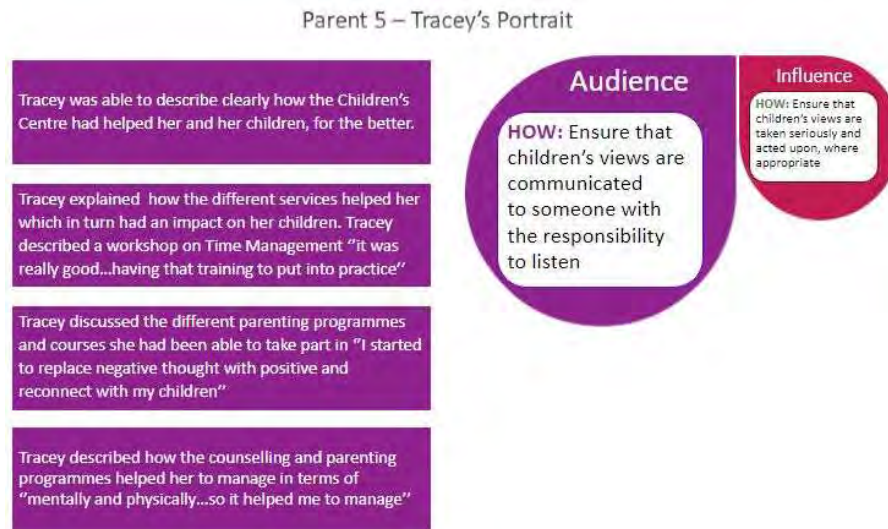 Parent 5 – Tracey's Portrait
Tracey was able to describe clearly how the Children's
Centre had helped her and her children, for the better.
Tracey explained how the different services helped her
which in turn had an impact on her children. Tracey
described a workshop on Time Management "it was
really good...having that training to put into practice"
Tracey discussed the different parenting programmes
and courses she had been able to take part in "I started
to replace negative thought with positive and
reconnect with my children"
Tracey described how the counselling and parenting
programmes helped her to manage in terms of
"mentally and physically...so it helped me to manage"
Audience
HOW: Ensure that
children's views are
communicated
to someone with
the responsibility
to listen
Influence
HOW: Ensure that
children's views are
taken seriously and
acted upon, where
appropriate